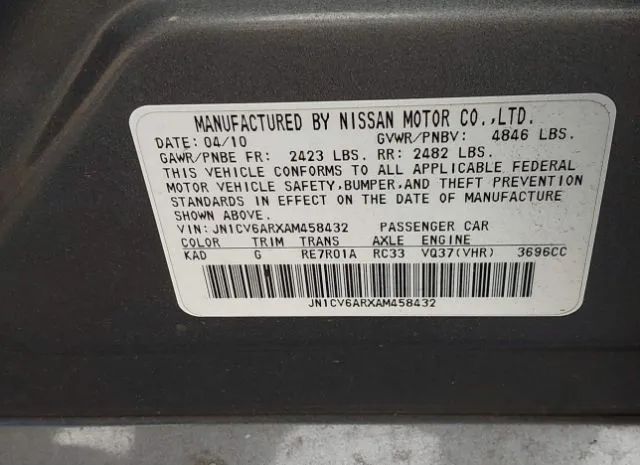 MANUFACTURED BY NISSAN MOTOR CO.,LTD.
DATE: 04/10 GVWR/PNBV: 4846 LBS.
GAWR/PNBE FR: 2423 LBS. RR: 2482 LBS.
THIS VEHICLE CONFORMS TO ALL APPLICABLE FEDERAL
MOTOR VEHICLE SAFETY,BUMPER,AND THEFT PREVENTION
STANDARDS IN EFFECT ON THE DATE OF MANUFACTURE
SHOWN ABOVE.
VIN: JN1CV6ARXAM458432 PASSENGER CAR
COLOR TRIM TRANS AXLE ENGINE
KAD G RE7R01A RC33 VQ37(VHR) 3696CC
JN1CV6ARXAM458432